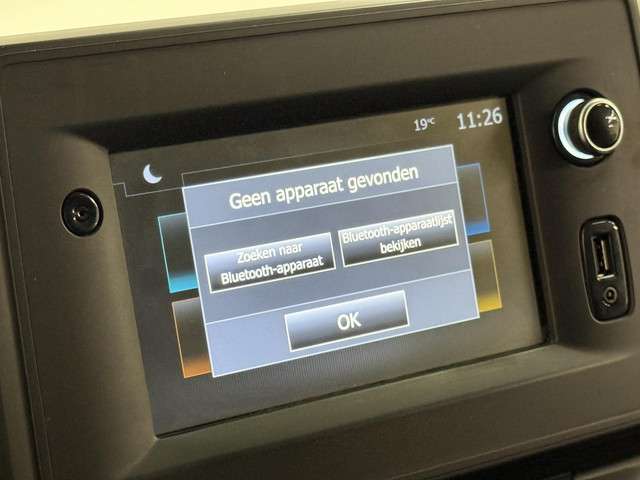 19°C 11:26
Geen apparaat gevonden
Zoeken naar
Bluetooth-apparaat
Bluetooth-apparaatlijst
bekijken
OK